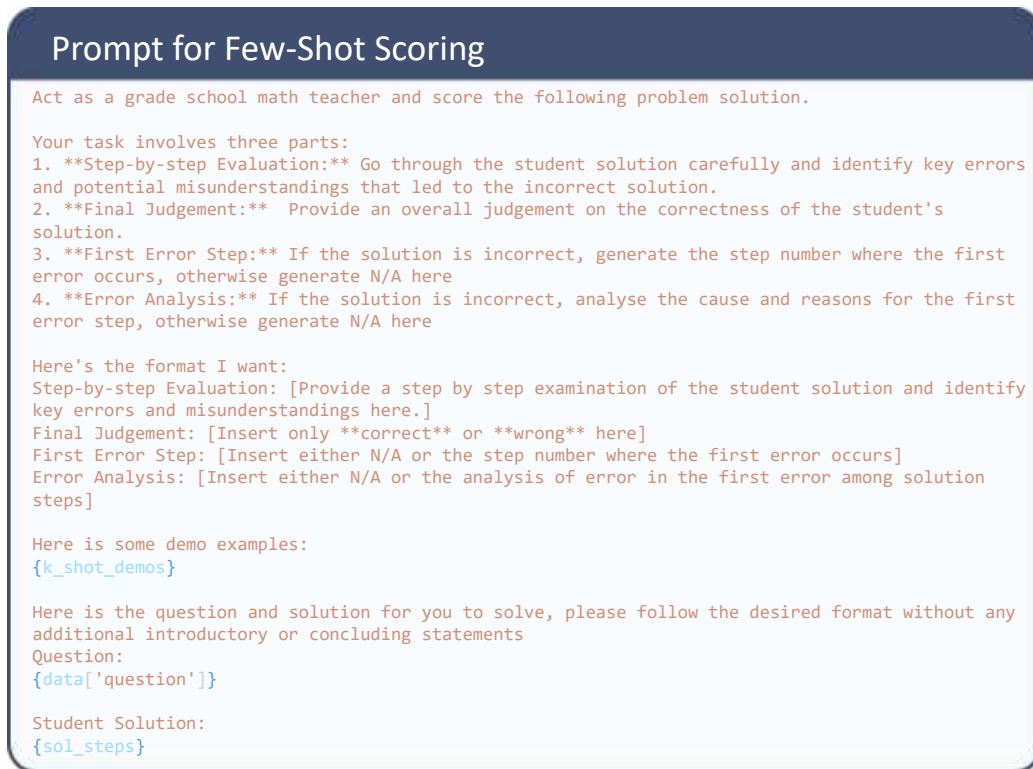 Prompt for Few-Shot Scoring
Act as a grade school math teacher and score the following problem solution.
Your task involves three parts:
1. **Step-by-step Evaluation:** Go through the student solution carefully and identify key errors
and potential misunderstandings that led to the incorrect solution.
2. **Final Judgement:**  Provide an overall judgement on the correctness of the student's
solution.
3. **First Error Step:** If the solution is incorrect, generate the step number where the first
error occurs, otherwise generate N/A here
4. **Error Analysis:** If the solution is incorrect, analyse the cause and reasons for the first
error step, otherwise generate N/A here
Here's the format I want:
Step-by-step Evaluation: [Provide a step by step examination of the student solution and identify
key errors and misunderstandings here.]
Final Judgement: [Insert only **correct** or **wrong** here]
First Error Step: [Insert either N/A or the step number where the first error occurs]
Error Analysis: [Insert either N/A or the analysis of error in the first error among solution
steps]
Here is some demo examples:
{k_shot_demos}
Here is the question and solution for you to solve, please follow the desired format without any
additional introductory or concluding statements
Question:
{data['question']}
Student Solution:
{sol_steps}